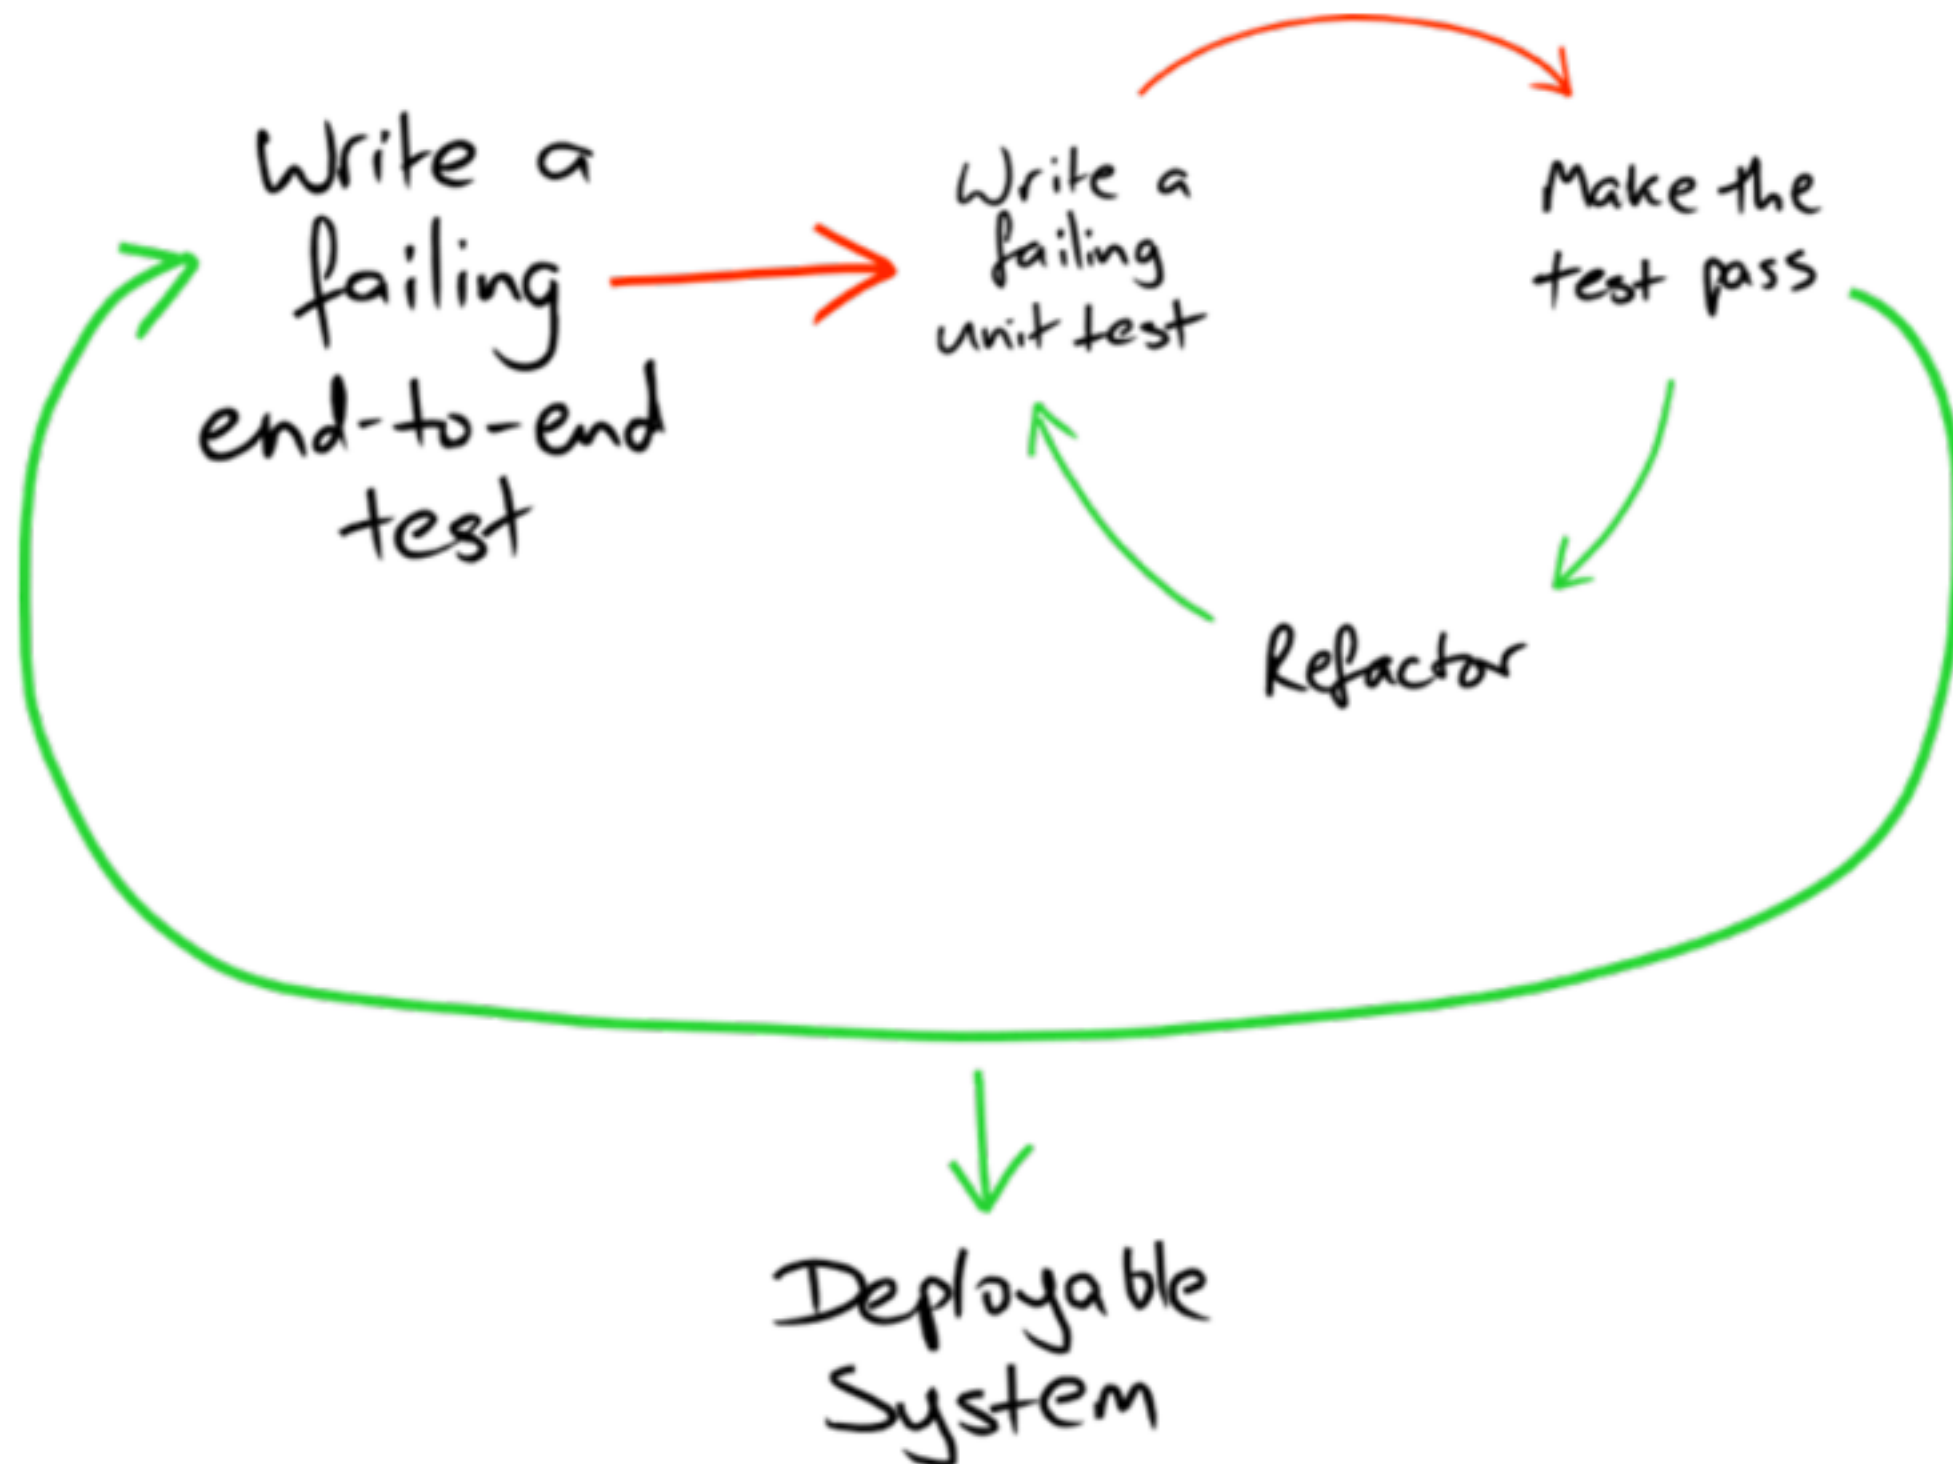 Write a
failing
end-to-end
test
Write a
failing
unit test
Make the
test pass
Refactor
Deployable
System